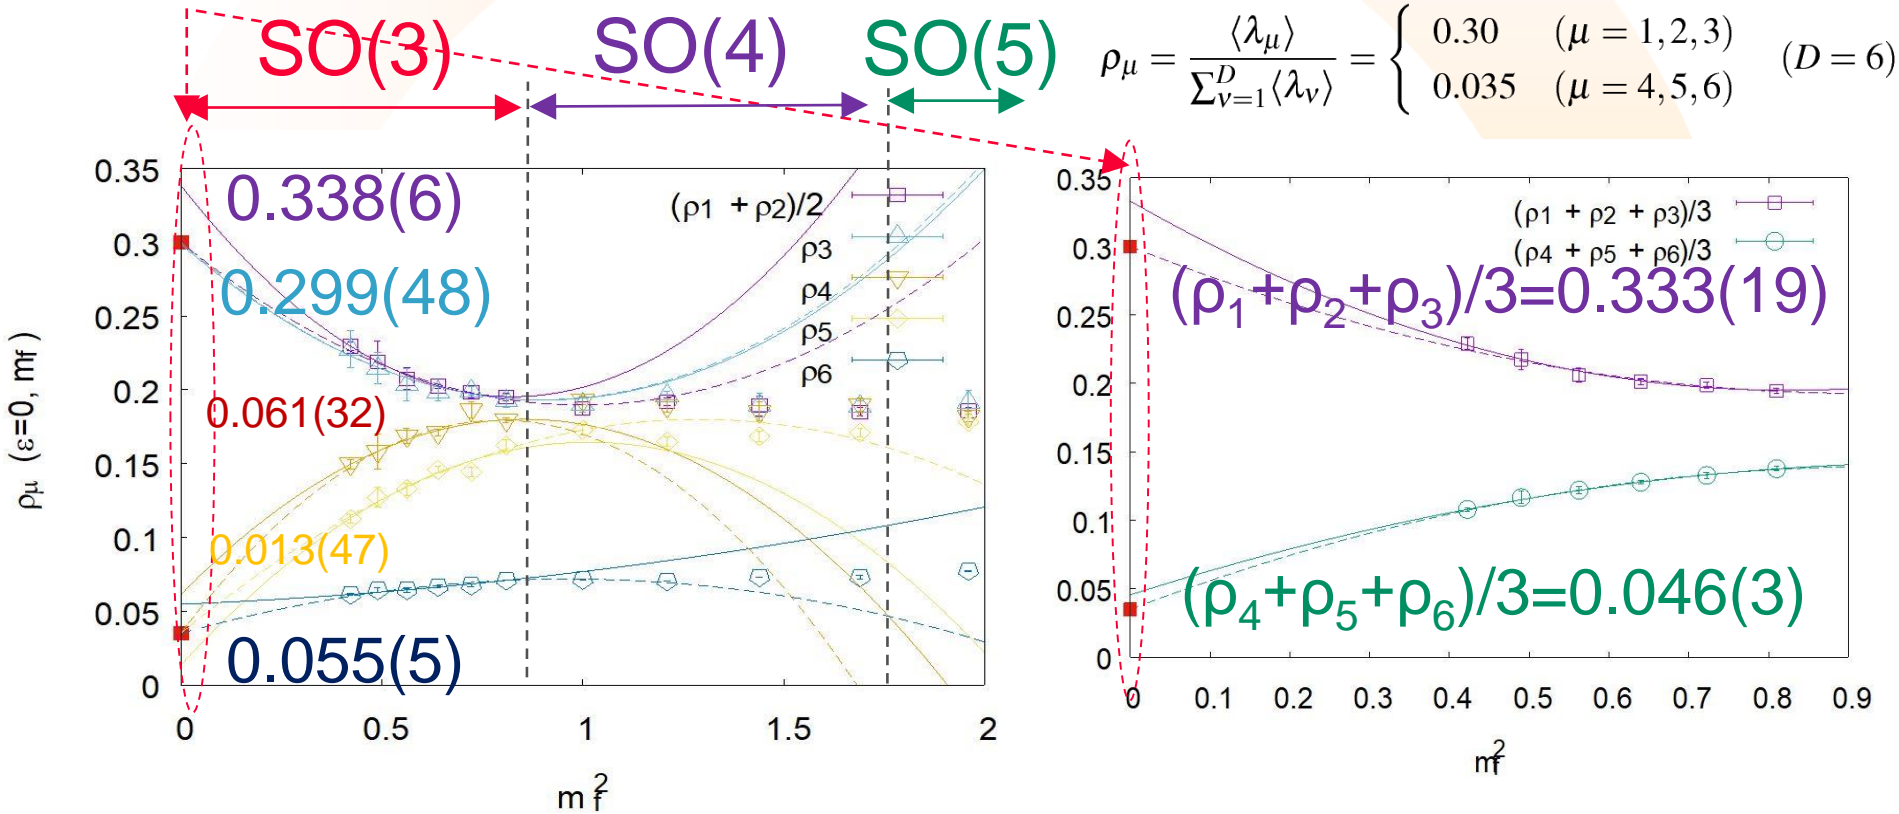 SO(3)
SO(4)
SO(5)
ρμ = ⟨λμ⟩ / ∑ν=1^D⟨λν⟩ = { 0.30 (μ = 1,2,3)
0.035 (μ = 4,5,6) (D = 6)
0.35
0.3
0.25
0.2
0.15
0.1
0.05
0
0
0.5
1
1.5
2
ρμ (ε=0, mf)
mf²
(ρ1 + ρ2)/2
ρ3
ρ4
ρ5
ρ6
0.338(6)
0.299(48)
0.061(32)
0.013(47)
0.055(5)
0.35
0.3
0.25
0.2
0.15
0.1
0.05
0
0
0.1
0.2
0.3
0.4
0.5
0.6
0.7
0.8
0.9
mf²
(ρ1 + ρ2 + ρ3)/3
(ρ4 + ρ5 + ρ6)/3
(ρ1+ρ2+ρ3)/3=0.333(19)
(ρ4+ρ5+ρ6)/3=0.046(3)